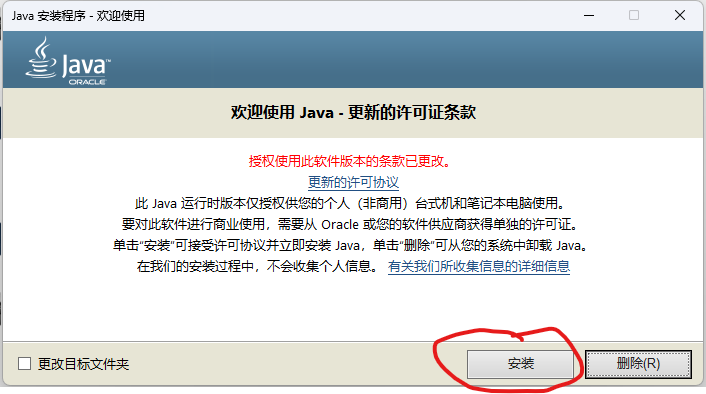 Java 安装程序 - 欢迎使用
Java™
ORACLE
欢迎使用 Java - 更新的许可证条款
授权使用此软件版本的条款已更改。
更新的许可协议
此 Java 运行时版本仅授权供您的个人（非商用）台式机和笔记本电脑使用。
要对此软件进行商业使用，需要从 Oracle 或您的软件供应商获得单独的许可证。
单击“安装”可接受许可协议并立即安装 Java，单击“删除”可从您的系统中卸载 Java。
在我们的安装过程中，不会收集个人信息。 有关我们所收集信息的详细信息
更改目标文件夹
安装
删除(R)